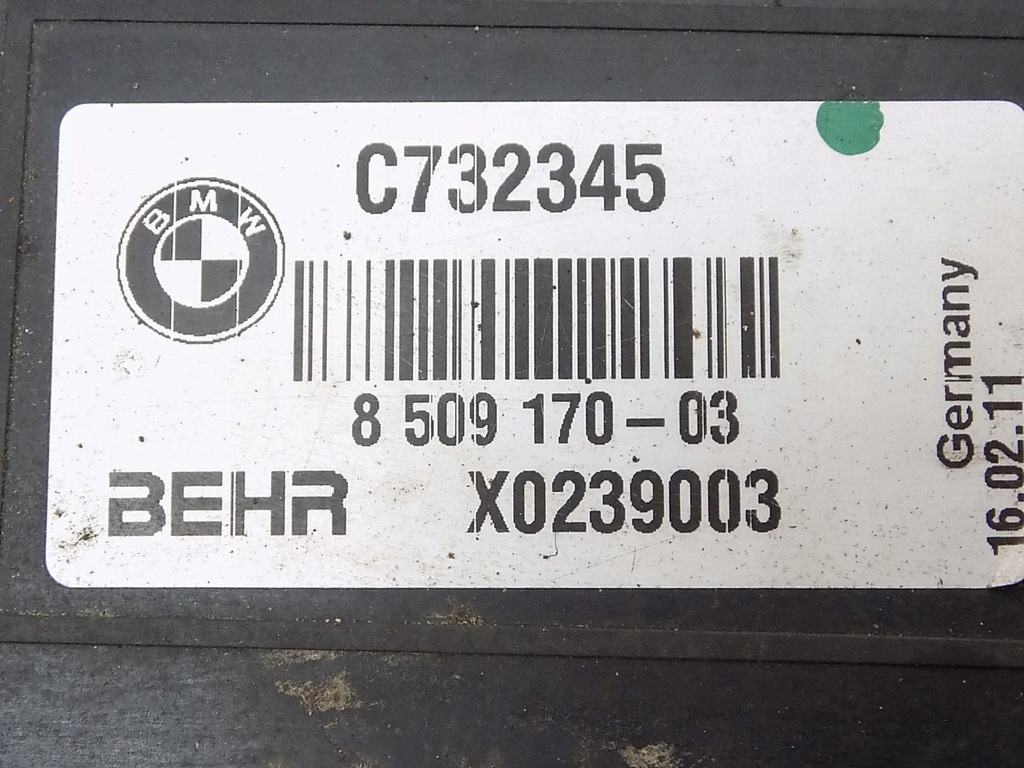 C732345
BMW
8 509 170-03
BEHR X0239003
Germany
16.02.11